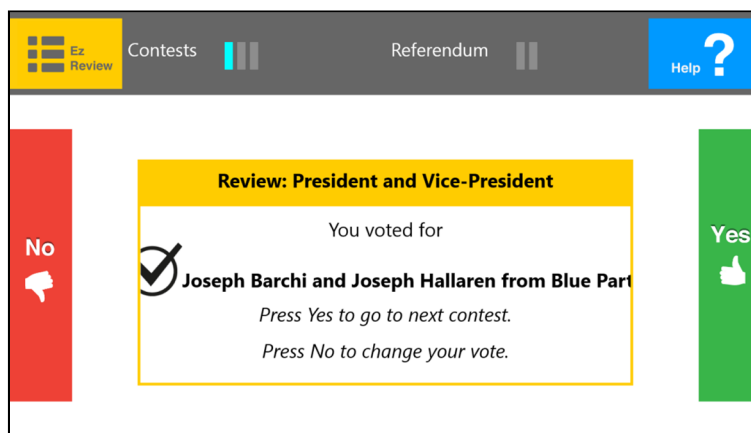 Ez
Review
Contests
Referendum
Help ?
No
Yes
Review: President and Vice-President
You voted for
Joseph Barchi and Joseph Hallaren from Blue Part
Press Yes to go to next contest.
Press No to change your vote.